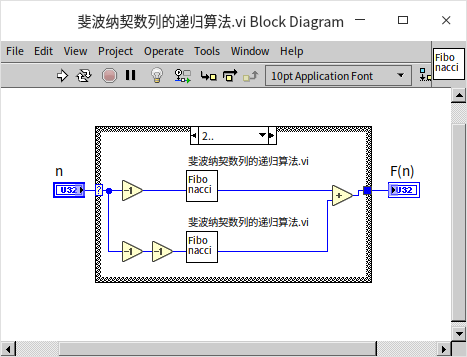 斐波纳契数列的递归算法.vi Block Diagram
File Edit View Project Operate Tools Window Help
10pt Application Font
Fibo
nacci
2..
斐波纳契数列的递归算法.vi
n
F(n)
U32
?
-1
Fibo
nacci
+
U32
斐波纳契数列的递归算法.vi
-1
-1
Fibo
nacci